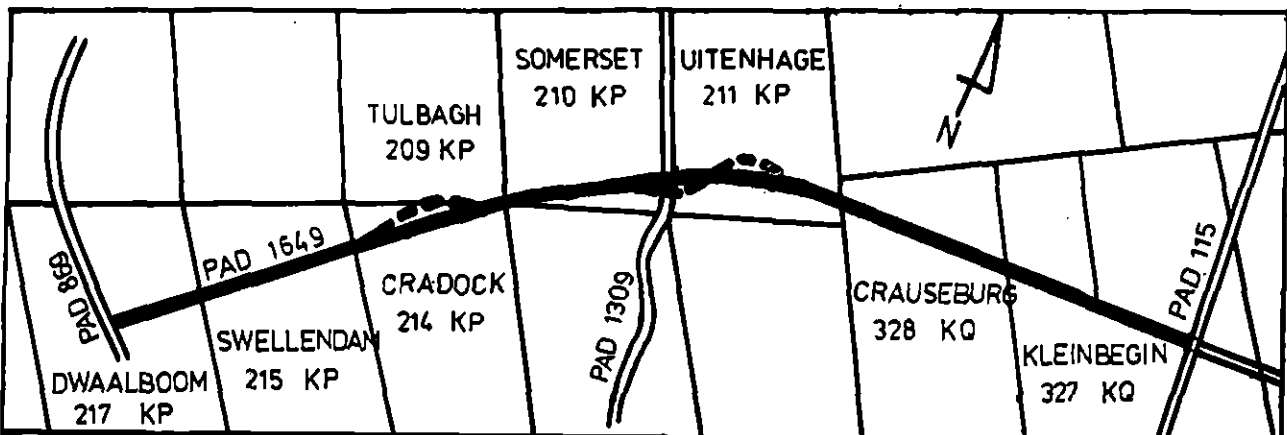 SOMERSET
210 KP
UITENHAGE
211 KP
TULBAGH
209 KP
N
PAD 869
PAD 1649
PAD 1309
PAD 115
CRADOCK
214 KP
SWELLENDAM
215 KP
DWAALBOOM
217 KP
CRAUSEBURG
328 KQ
KLEINBEGIN
327 KQ